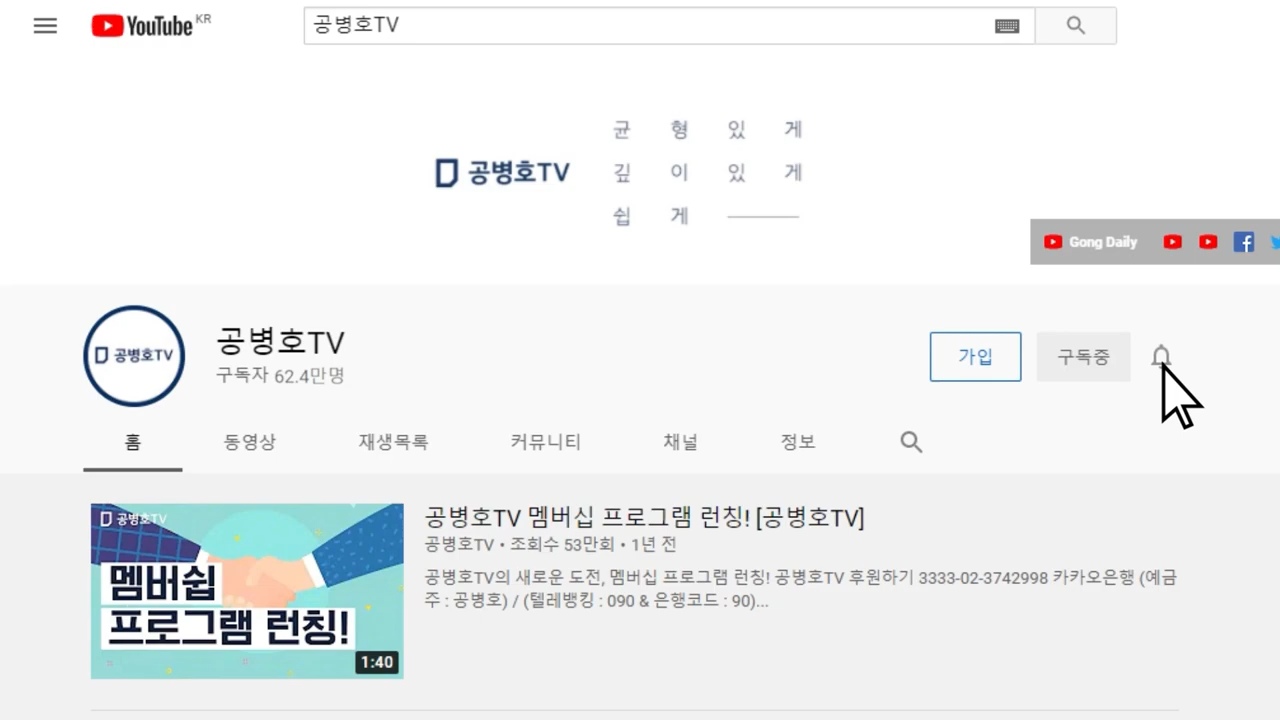 YouTube KR
공병호TV
균 형 있 게
공병호TV
깊 이 있 게
쉽 게
Gong Daily
공병호TV
공병호TV
구독자 62.4만명
가입
구독중
홈
동영상
재생목록
커뮤니티
채널
정보
공병호TV
멤버쉽
프로그램 런칭!
1:40
공병호TV 멤버십 프로그램 런칭! [공병호TV]
공병호TV • 조회수 53만회 • 1년 전
공병호TV의 새로운 도전, 멤버십 프로그램 런칭! 공병호TV 후원하기 3333-02-3742998 카카오은행 (예금
주 : 공병호) / (텔레뱅킹 : 090 & 은행코드 : 90)...